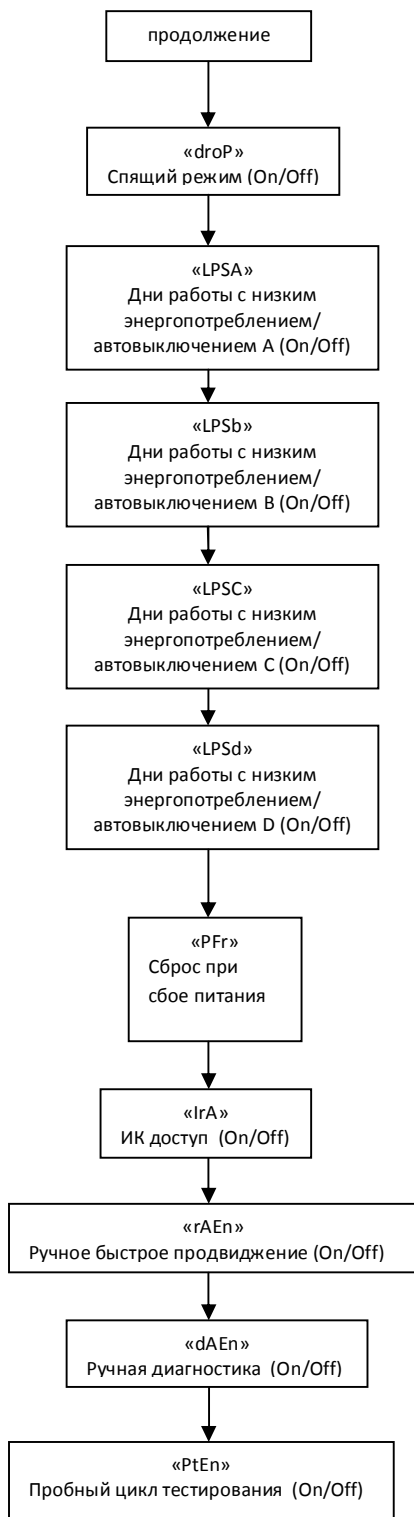 продолжение
«droP»
Спящий режим (On/Off)
«LPSA»
Дни работы с низким
энергопотреблением/
автовыключением A (On/Off)
«LPSb»
Дни работы с низким
энергопотреблением/
автовыключением B (On/Off)
«LPSC»
Дни работы с низким
энергопотреблением/
автовыключением C (On/Off)
«LPSd»
Дни работы с низким
энергопотреблением/
автовыключением D (On/Off)
«PFr»
Сброс при
сбое питания
«IrA»
ИК доступ (On/Off)
«rAEn»
Ручное быстрое продвиджение (On/Off)
«dAEn»
Ручная диагностика (On/Off)
«PtEn»
Пробный цикл тестирования (On/Off)